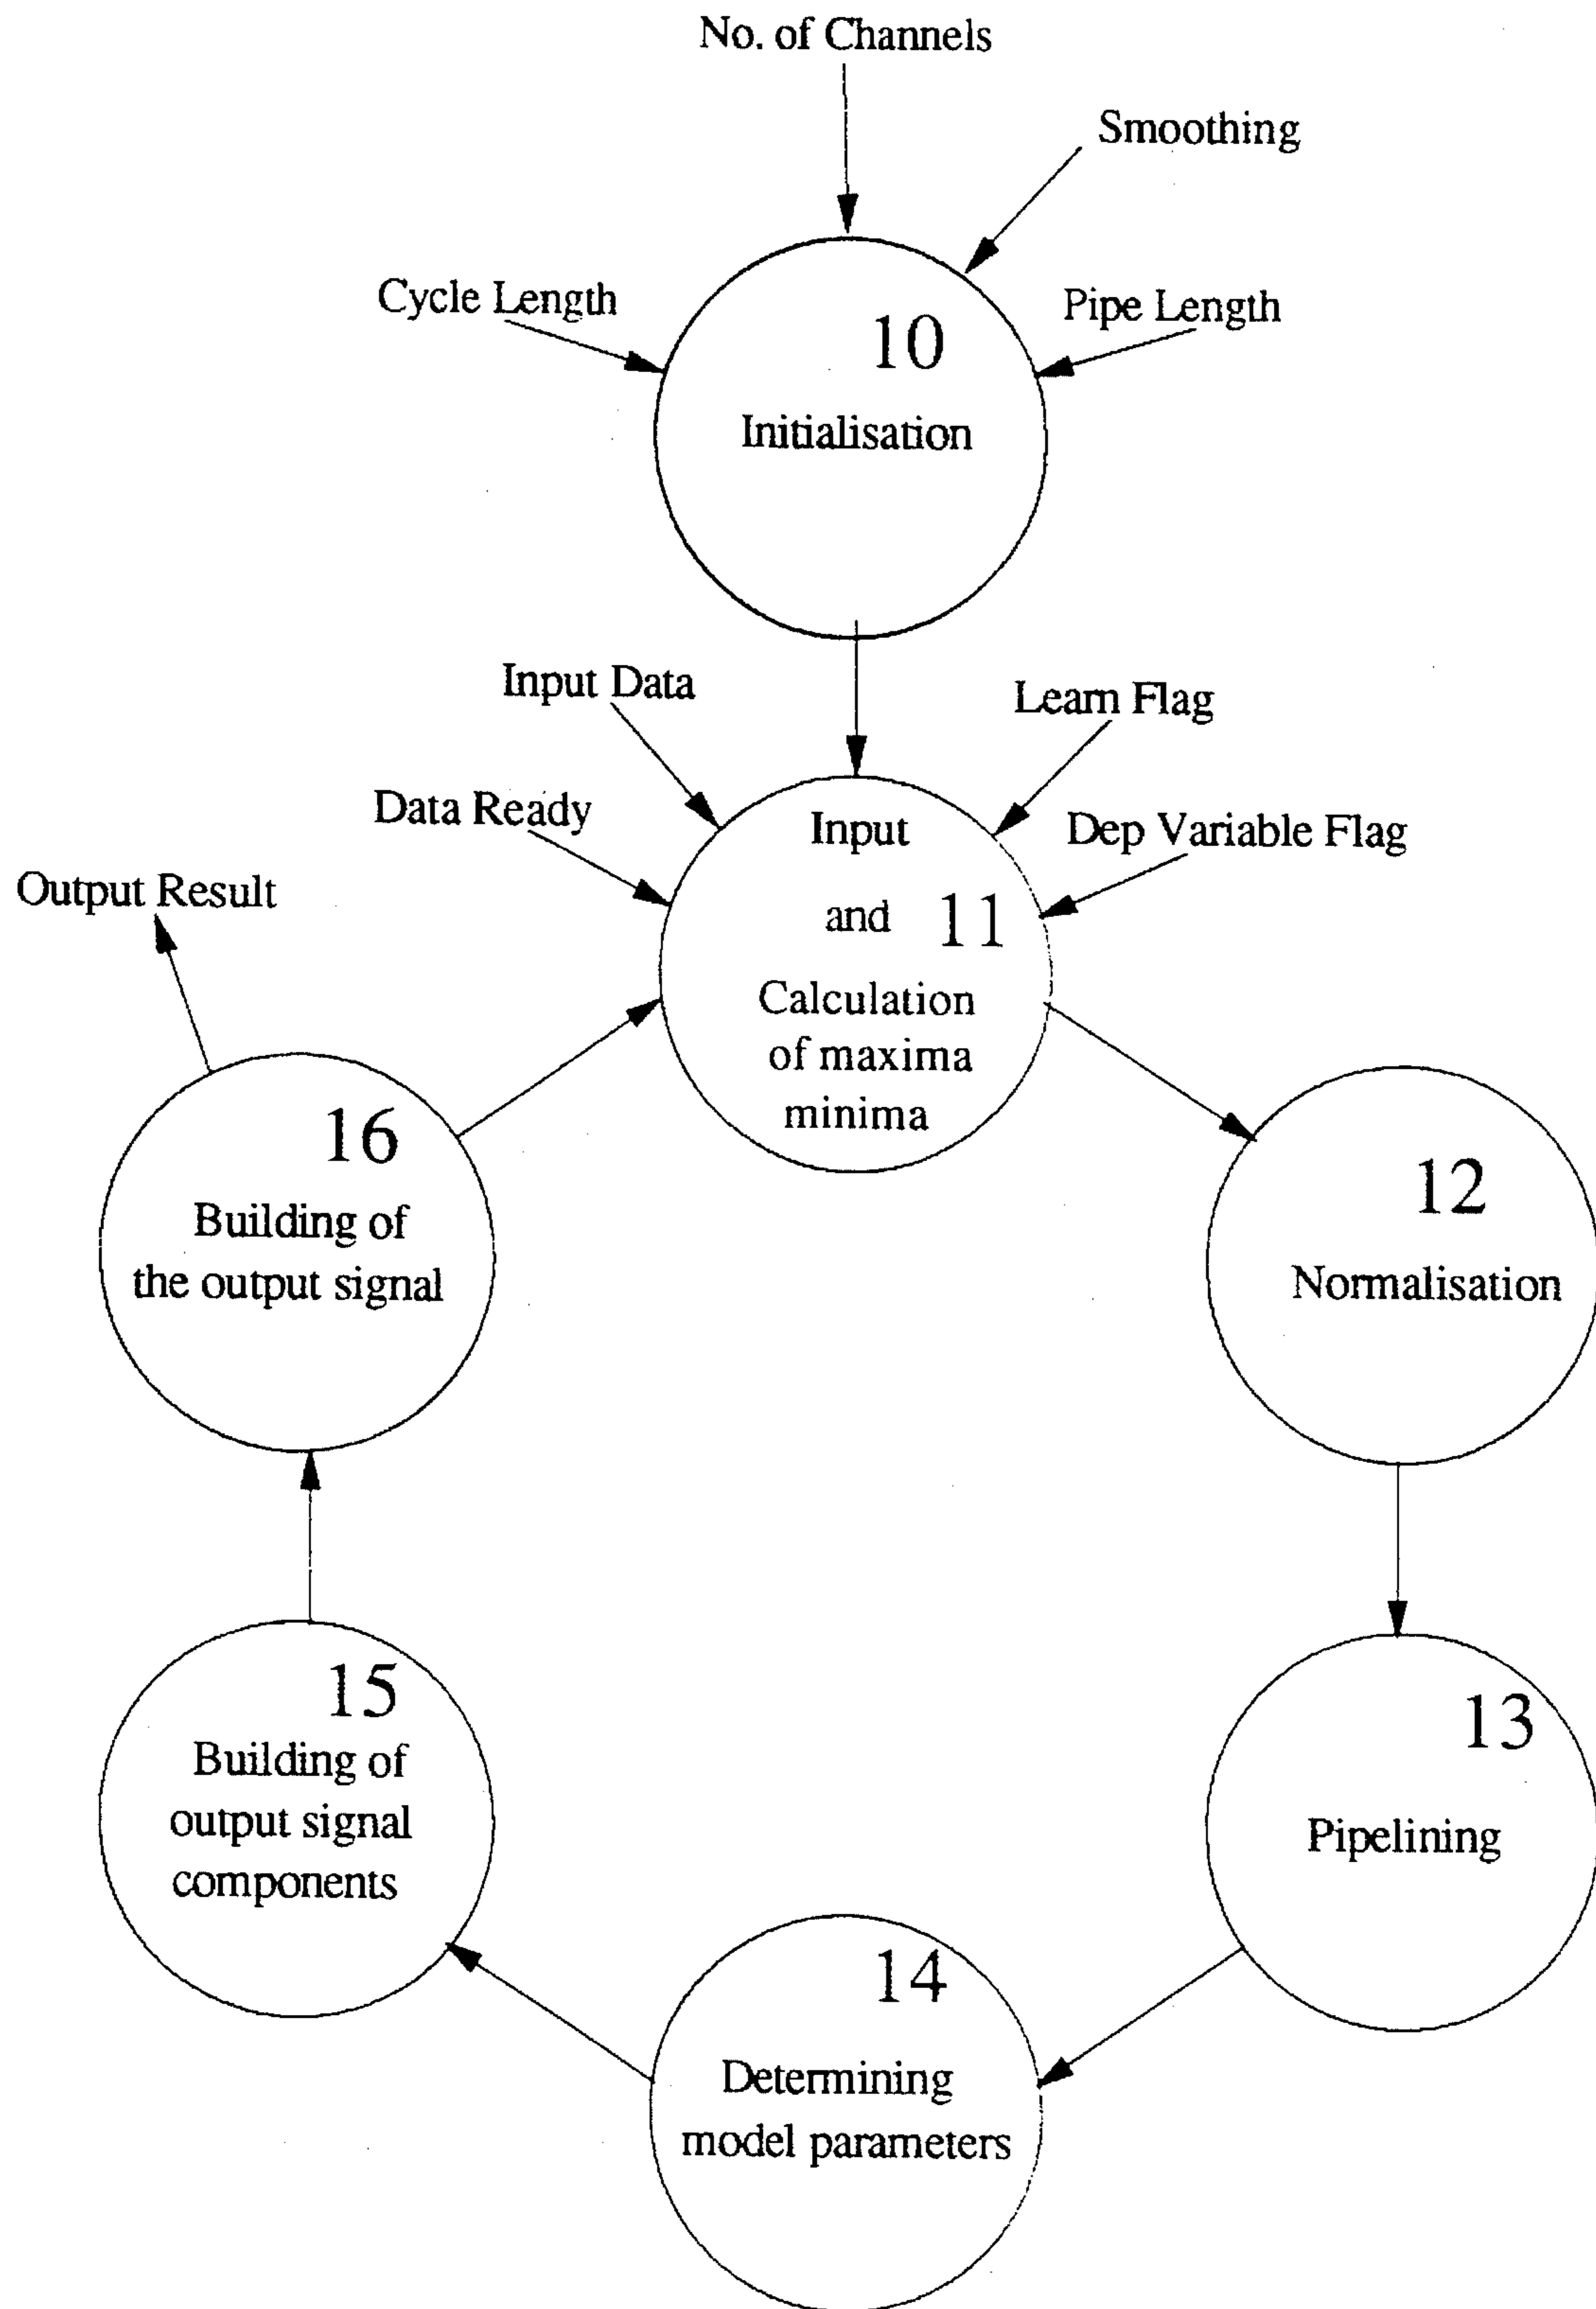 No. of Channels
Smoothing
Cycle Length
Pipe Length
10
Initialisation
Input Data
Learn Flag
Data Ready
Dep Variable Flag
Input
and
11
Calculation
of maxima
minima
Output Result
16
Building of
the output signal
12
Normalisation
15
Building of
output signal
components
13
Pipelining
14
Determining
model parameters